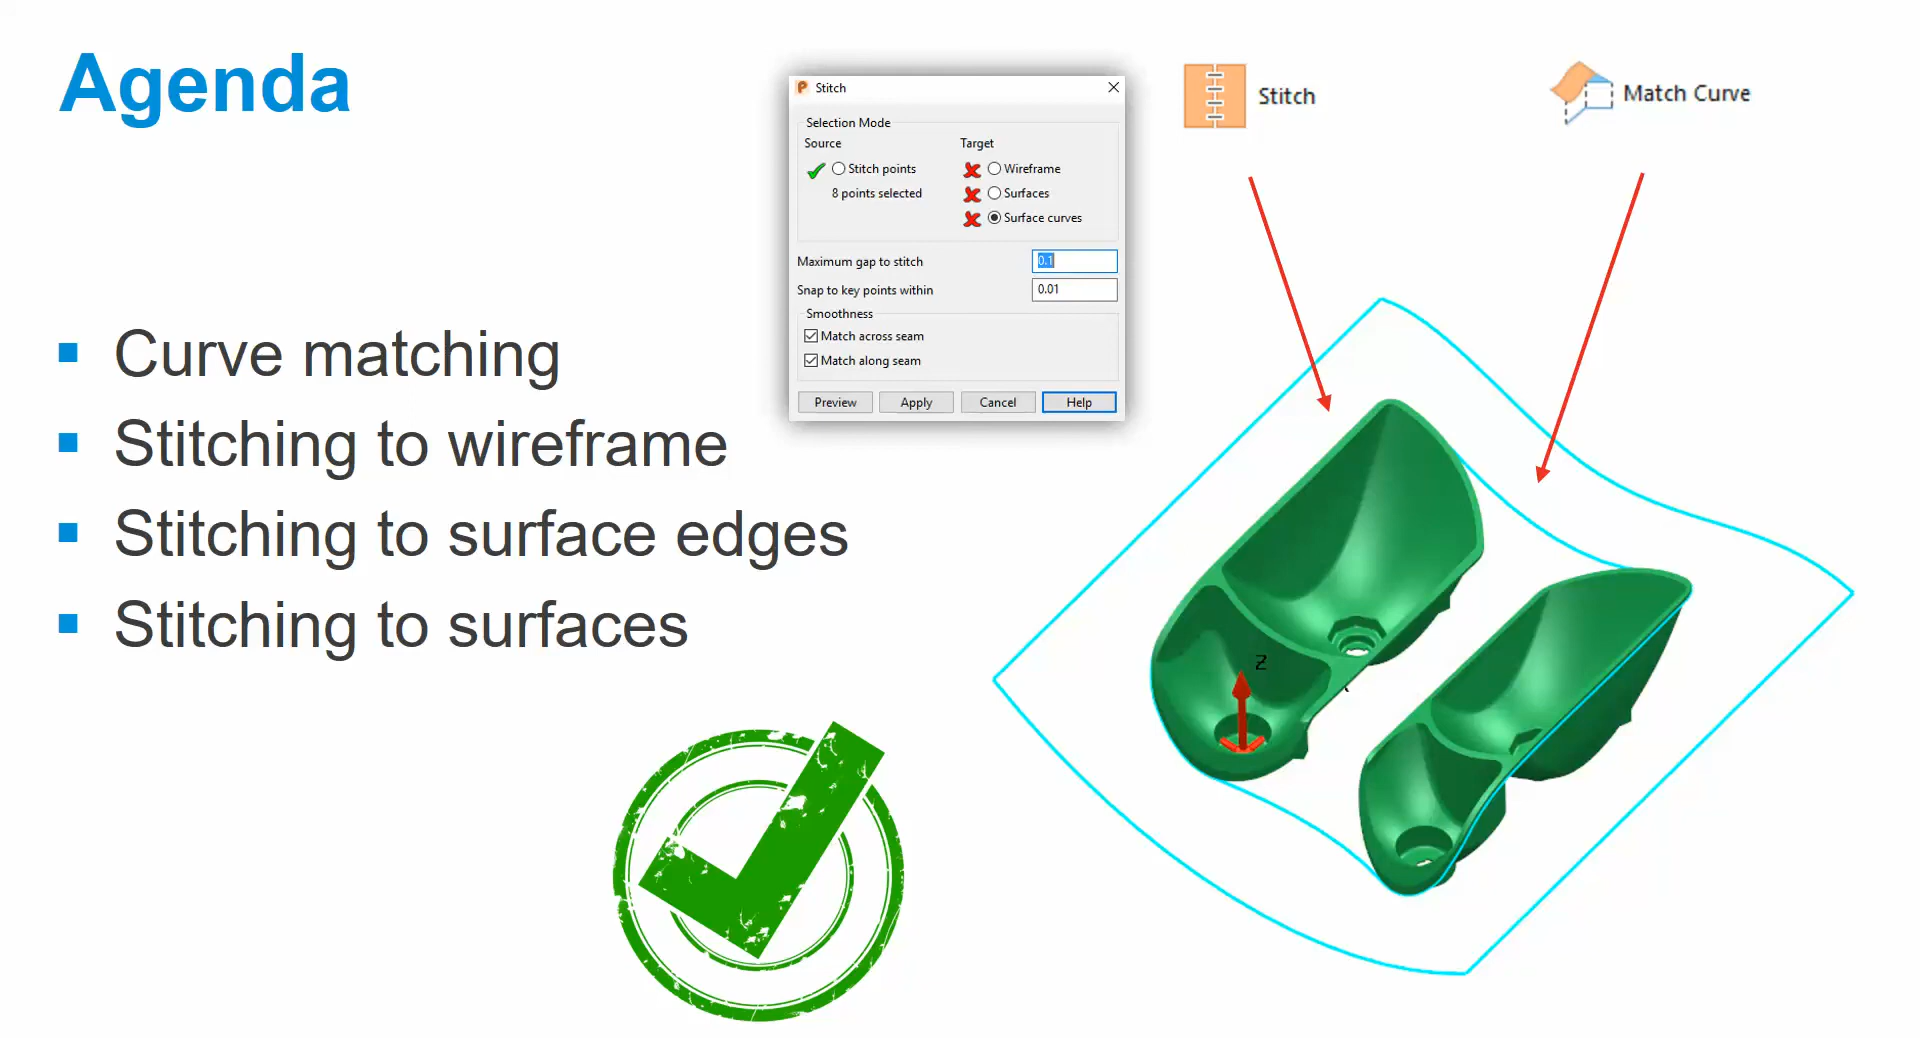 Agenda
Curve matching
Stitching to wireframe
Stitching to surface edges
Stitching to surfaces
Stitch
Selection Mode
Source
Target
Stitch points
Wireframe
8 points selected
Surfaces
Surface curves
Maximum gap to stitch
0.1
Snap to key points within
0.01
Smoothness
Match across seam
Match along seam
Preview
Apply
Cancel
Help
Stitch
Match Curve
Z